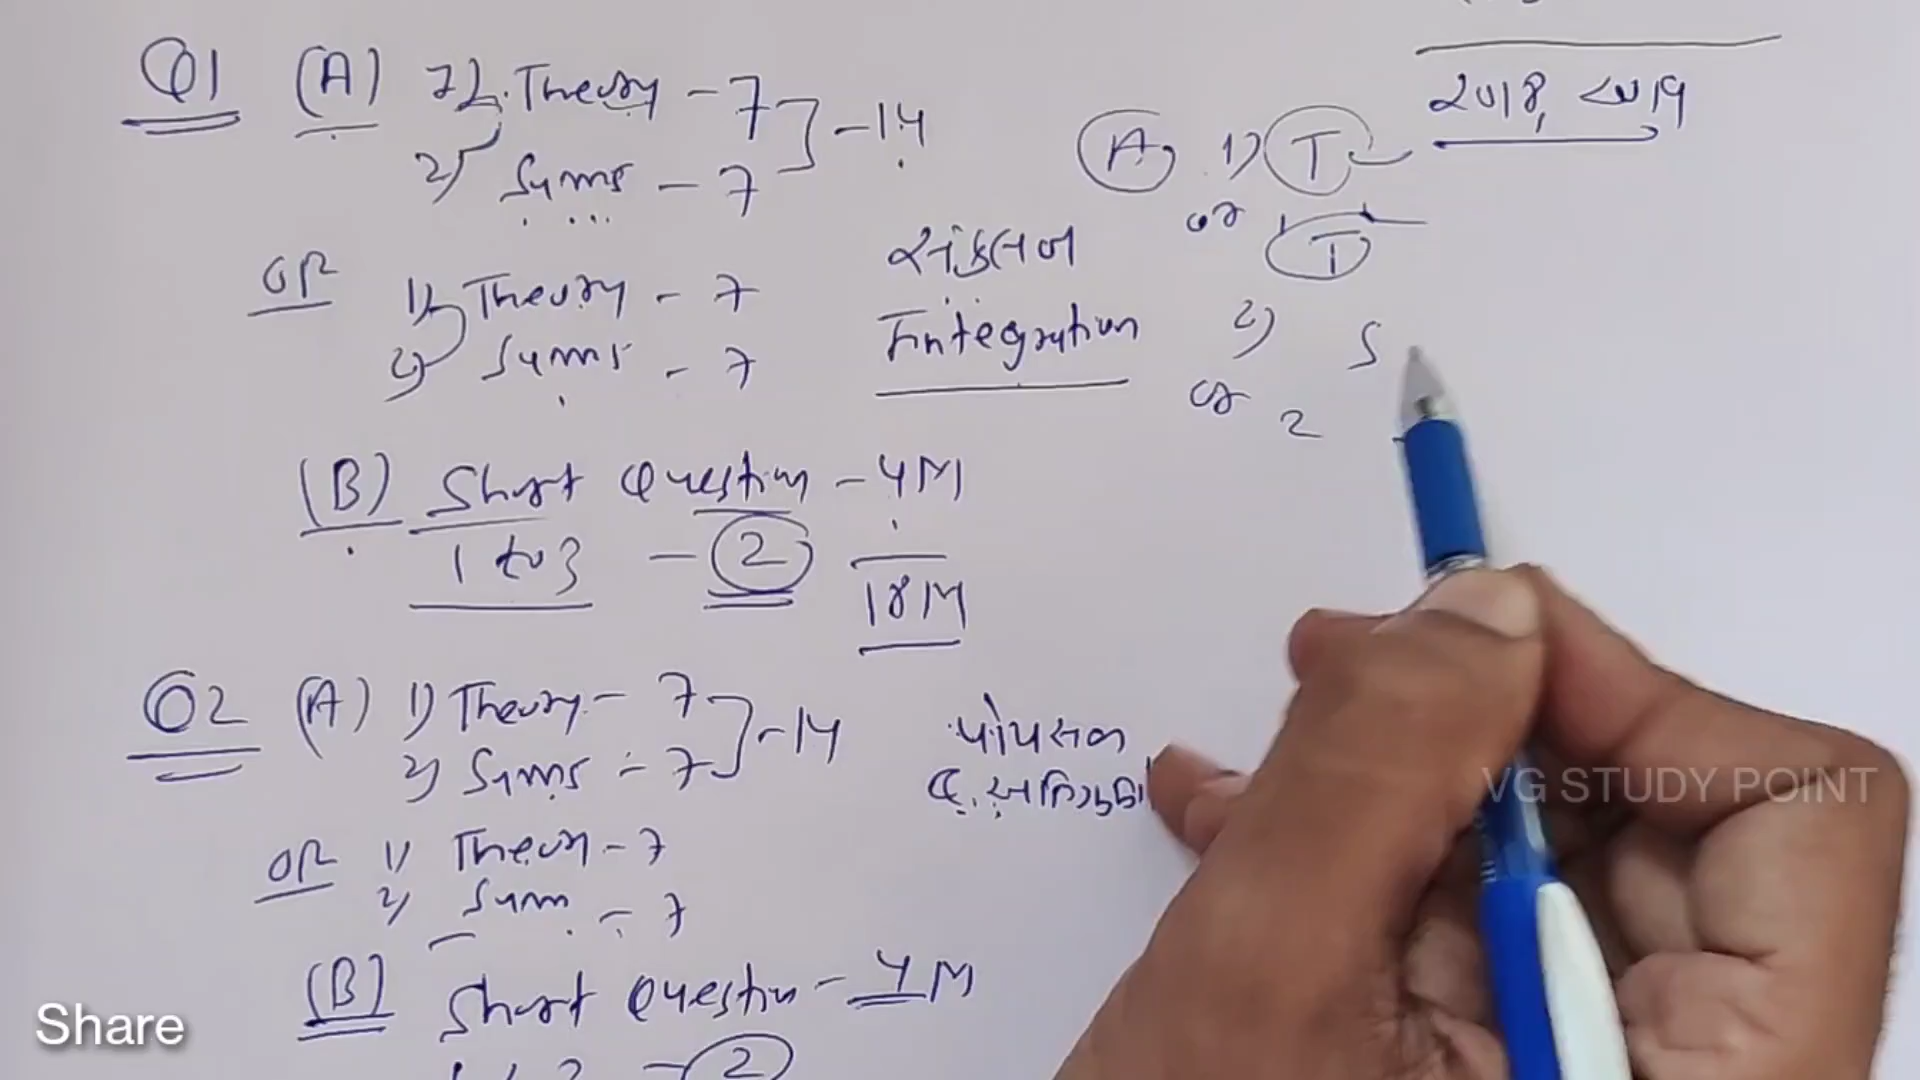 Q1 (A) 1) Theory - 7
2) Sums - 7 ] - 14
OR 1) Theory - 7
2) Sums - 7
સંકલન
Integration
(B) Short Question - 4M
1 to 3 - 2
18M
Q2 (A) 1) Theory - 7
2) Sums - 7 ] - 14
પોયસન
OR 1) Theory - 7
2) Sum - 7
(B) Short Question - 4M
2
2018, 2019
A 1) T
or T
2) S
or 2
VG STUDY POINT
Share